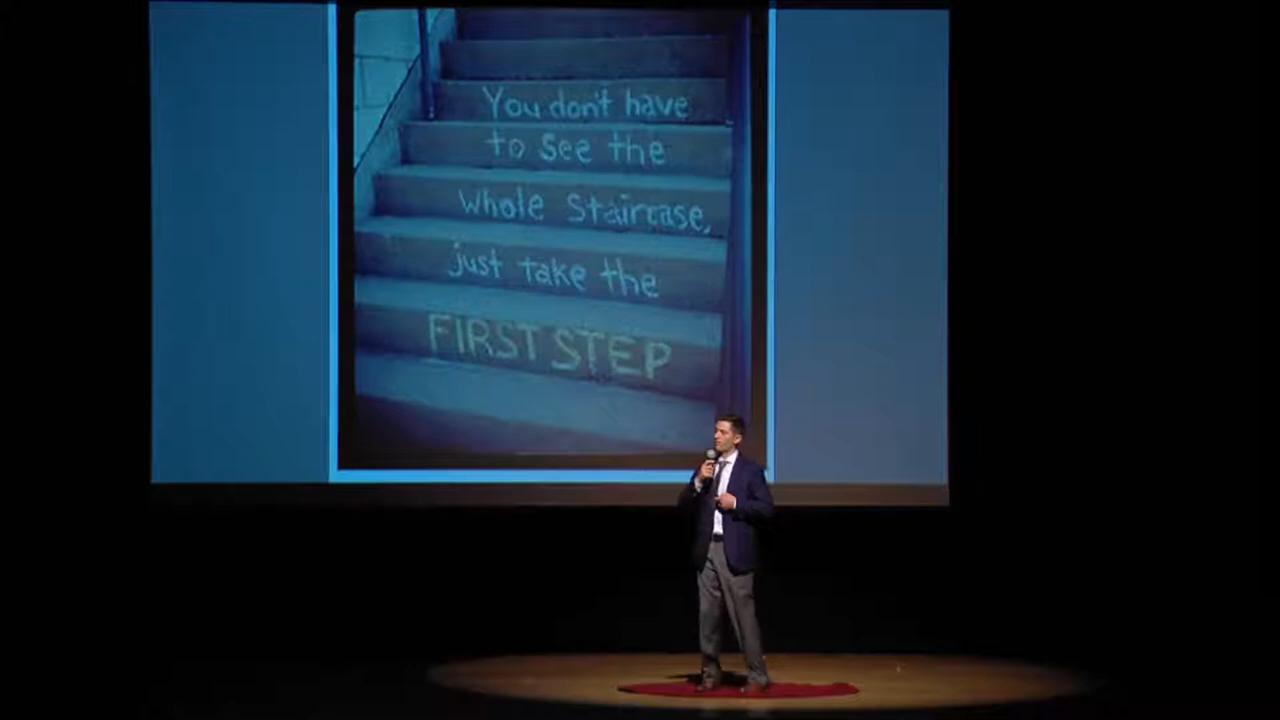 You don't have
to See the
Whole Staircase,
just take the
FIRST STEP